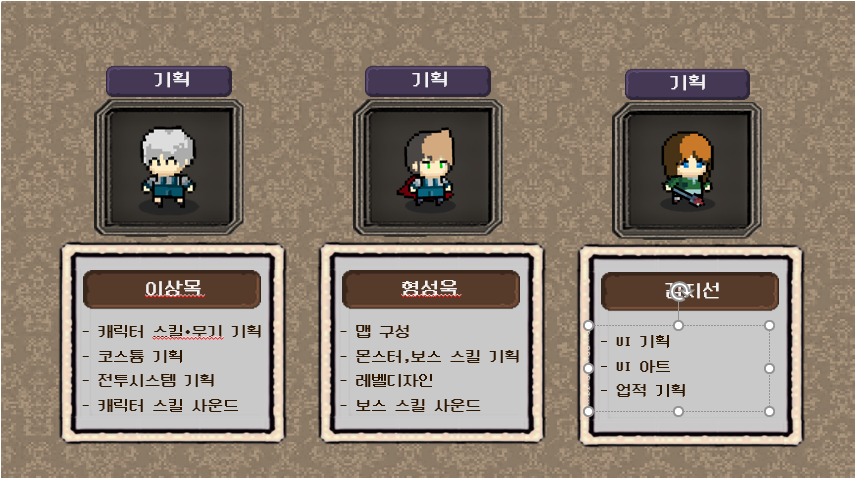 기획
기획
기획
이상목
- 캐릭터 스킬•무기 기획
- 코스튬 기획
- 전투시스템 기획
- 캐릭터 스킬 사운드
형성욱
- 맵 구성
- 몬스터,보스 스킬 기획
- 레벨디자인
- 보스 스킬 사운드
- UI 기획
- UI 아트
- 업적 기획